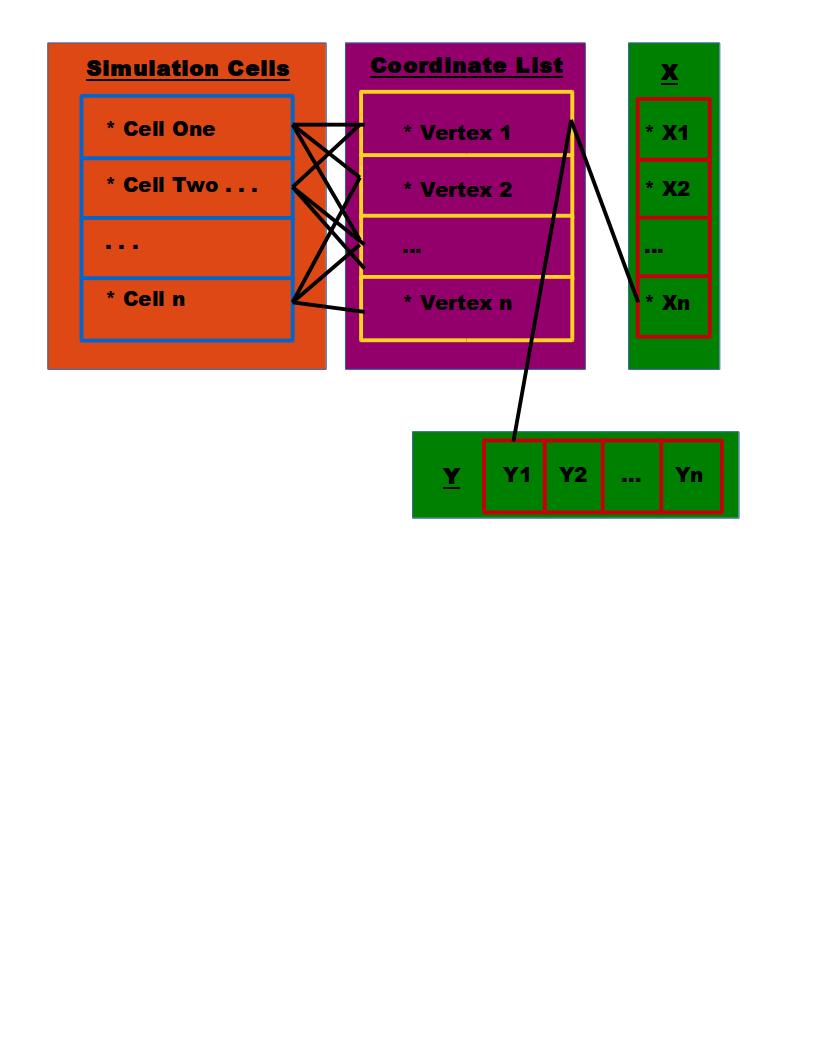 Simulation Cells
* Cell One
* Cell Two . . .
. . .
* Cell n
Coordinate List
* Vertex 1
* Vertex 2
...
* Vertex n
X
* X1
* X2
...
* Xn
Y
Y1
Y2
...
Yn